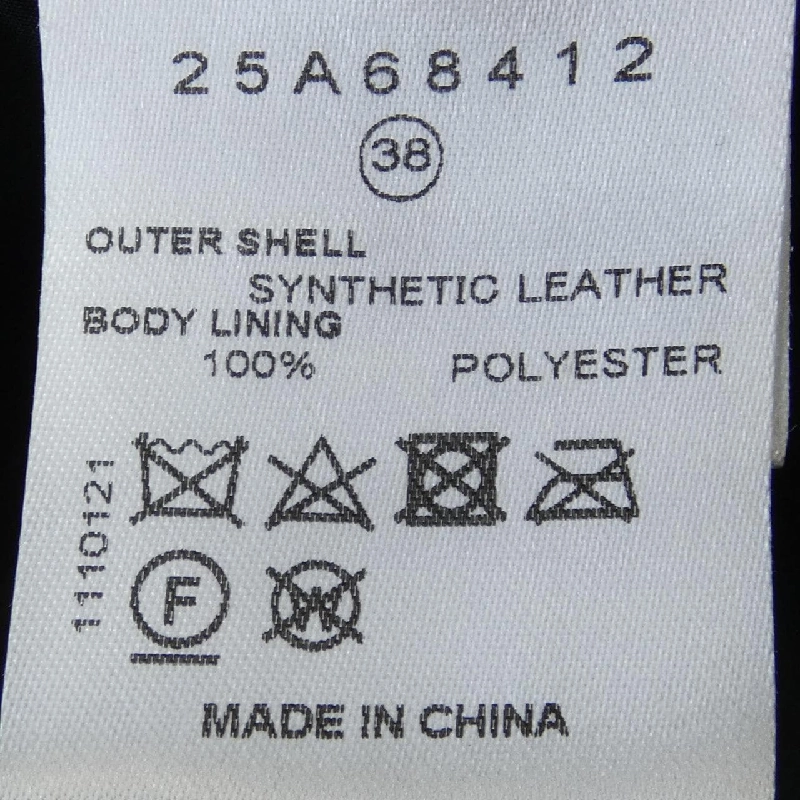 25A68412
38
OUTER SHELL
SYNTHETIC LEATHER
BODY LINING
100% POLYESTER
1110121
F
W
MADE IN CHINA